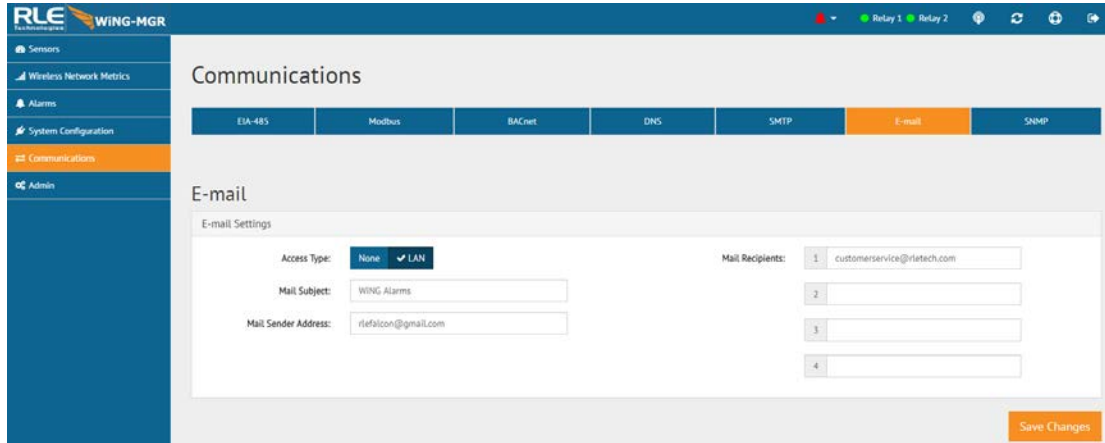 RLE
Technologies
WiNG-MGR
Relay 1 Relay 2
Sensors
Wireless Network Metrics
Alarms
System Configuration
Communications
Admin
Communications
EIA-485 Modbus BACnet DNS SMTP E-mail SNMP
E-mail
E-mail Settings
Access Type: None LAN
Mail Subject: WiNG Alarms
Mail Sender Address: rlefalcon@gmail.com
Mail Recipients: 1 customerservice@rletech.com
2
3
4
Save Changes